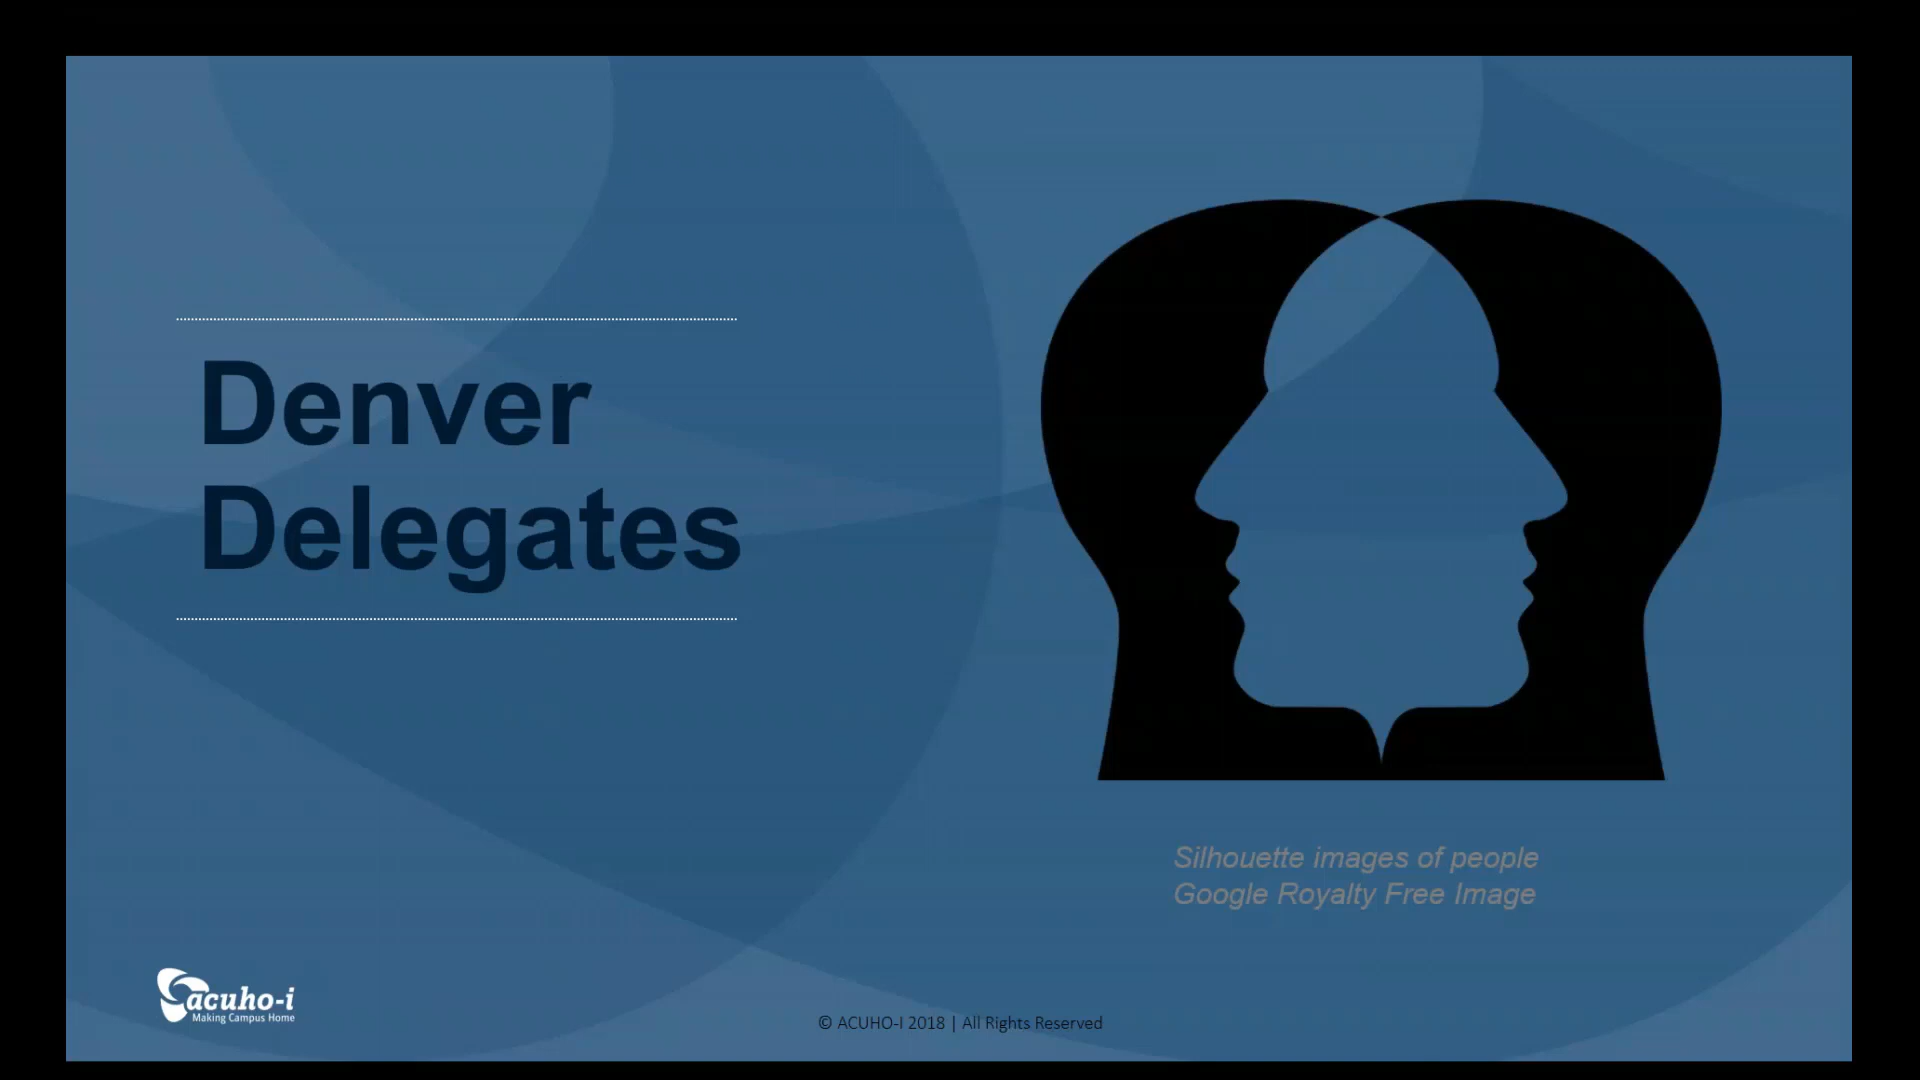 Denver
Delegates
Silhouette images of people
Google Royalty Free Image
acuho-i
Making Campus Home
© ACUHO-I 2018 | All Rights Reserved